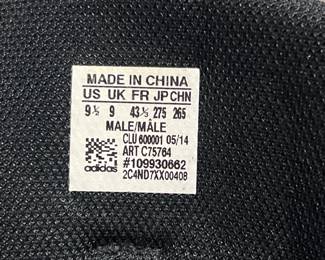 MADE IN CHINA
US UK FR JP CHN
9½ 9 43⅓ 275 265
MALE/MÂLE
CLU 600001 05/14
ART C75764
#109930662
adidas 2C4ND7XX00408